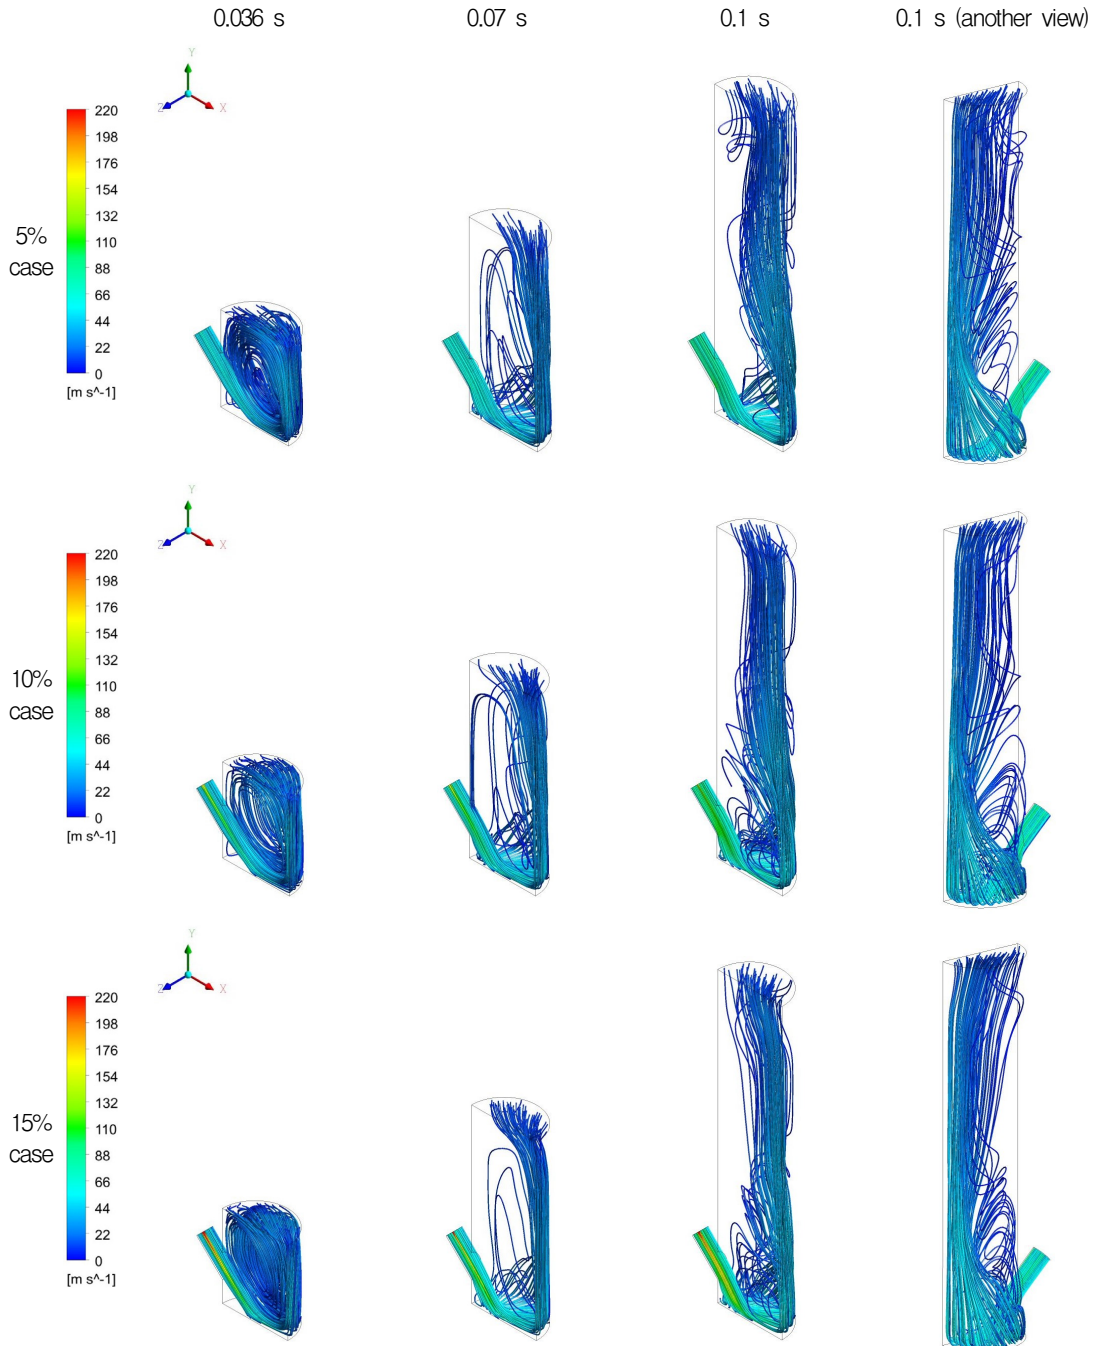 0.036 s
0.07 s
0.1 s
0.1 s (another view)
Y
Z
X
220
198
176
154
132
110
88
66
44
22
0
[m s^-1]
5%
case
Y
Z
X
220
198
176
154
132
110
88
66
44
22
0
[m s^-1]
10%
case
Y
Z
X
220
198
176
154
132
110
88
66
44
22
0
[m s^-1]
15%
case